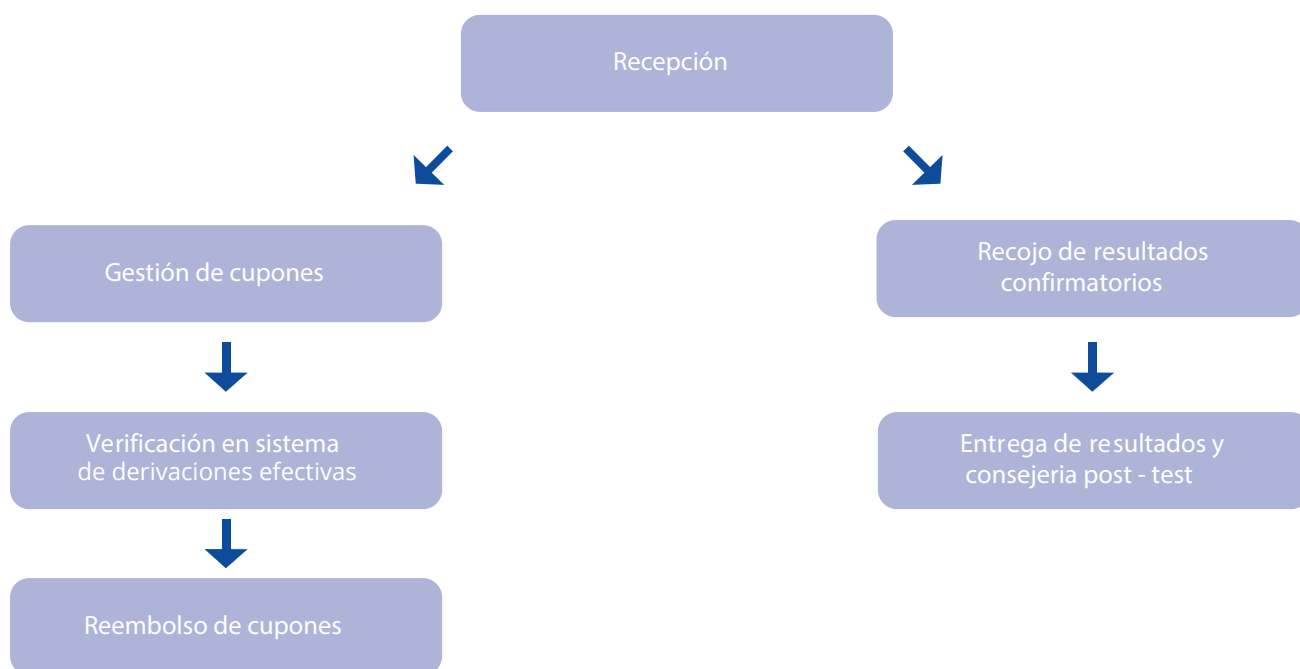 Recepción
Gestión de cupones
Verificación en sistema
de derivaciones efectivas
Reembolso de cupones
Recojo de resultados
confirmatorios
Entrega de resultados y
consejeria post - test